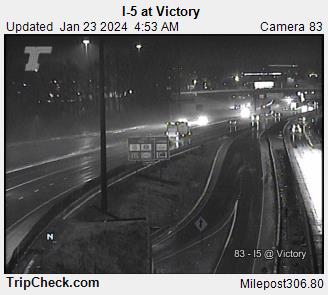 I-5 at Victory
Updated Jan 23 2024 4:53 AM Camera 83
T
N
83 - I5 @ Victory
TripCheck.com Milepost306.80